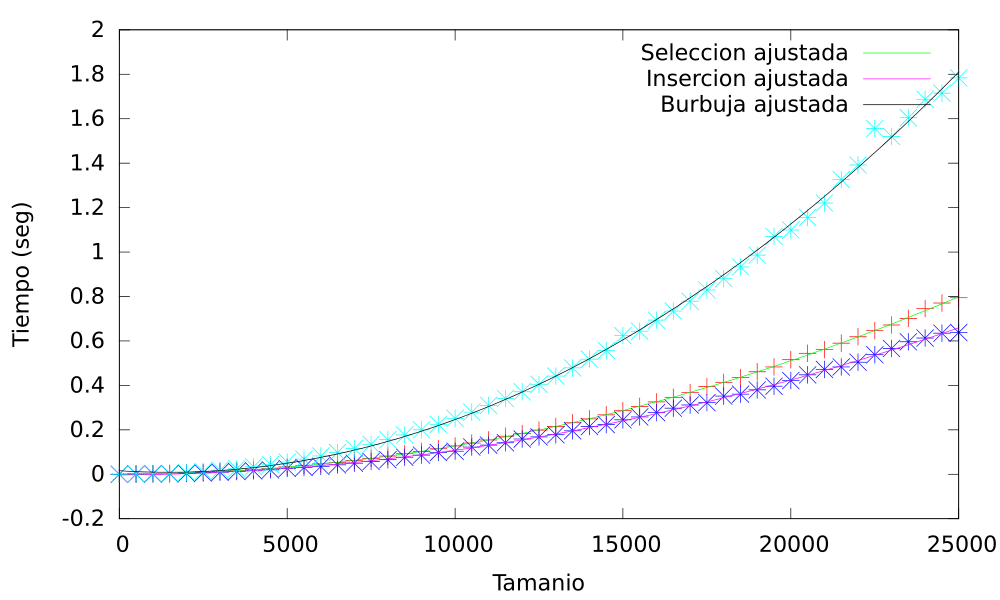 2
1.8
1.6
1.4
1.2
1
0.8
0.6
0.4
0.2
0
-0.2
Tiempo (seg)
Seleccion ajustada
Insercion ajustada
Burbuja ajustada
0 5000 10000 15000 20000 25000
Tamanio